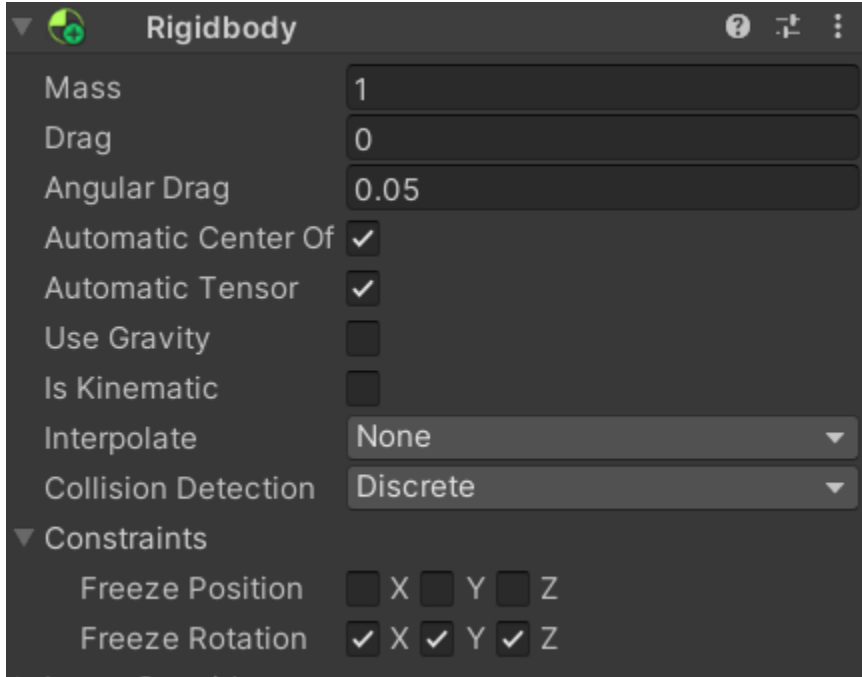 Rigidbody
Mass 1
Drag 0
Angular Drag 0.05
Automatic Center Of
Automatic Tensor
Use Gravity
Is Kinematic
Interpolate None
Collision Detection Discrete
Constraints
Freeze Position X Y Z
Freeze Rotation X Y Z